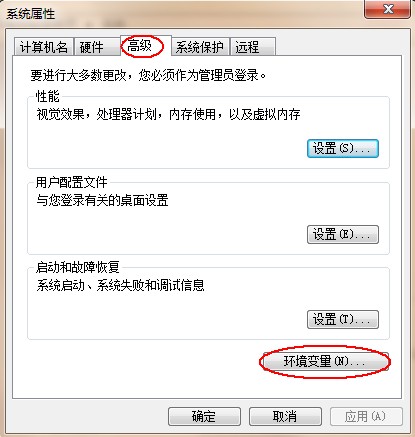 系统属性
计算机名 硬件 高级 系统保护 远程
要进行大多数更改，您必须作为管理员登录。
性能
视觉效果，处理器计划，内存使用，以及虚拟内存
设置(S)...
用户配置文件
与您登录有关的桌面设置
设置(E)...
启动和故障恢复
系统启动、系统失败和调试信息
设置(T)...
环境变量(N)...
确定 取消 应用(A)